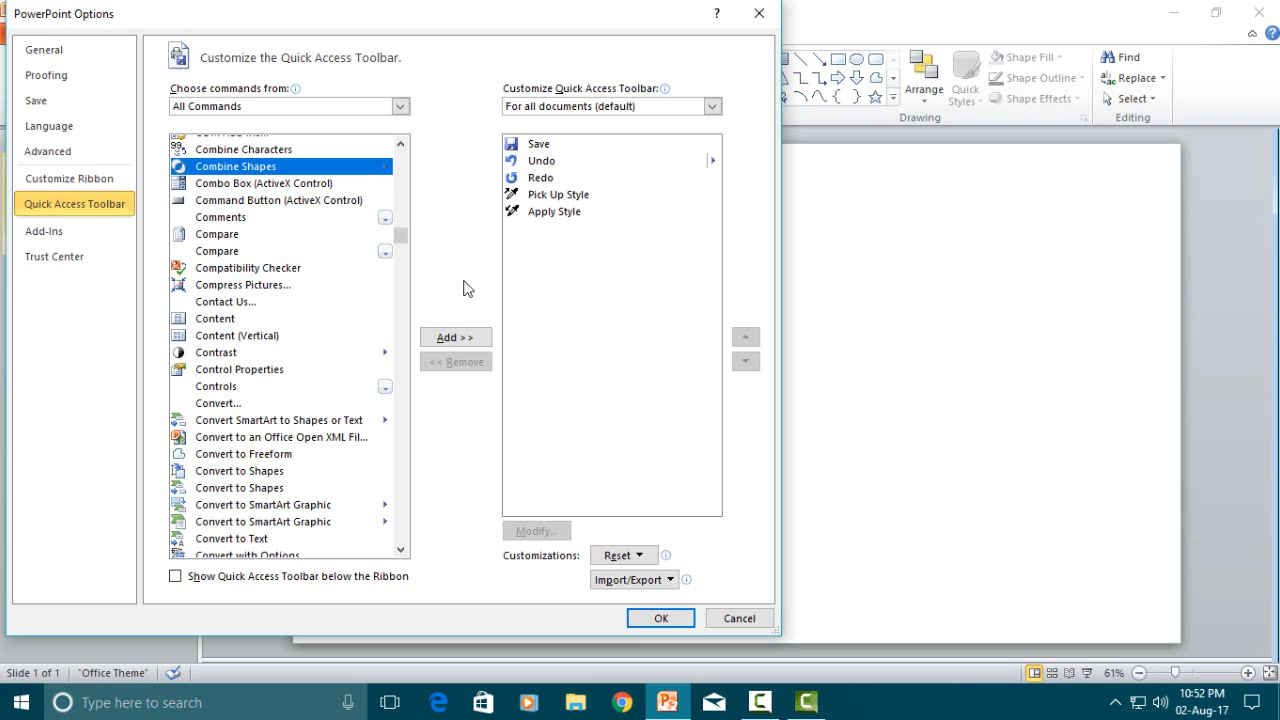 PowerPoint Options
?
General
Proofing
Save
Language
Advanced
Customize Ribbon
Quick Access Toolbar
Add-Ins
Trust Center
Customize the Quick Access Toolbar.
Choose commands from:
All Commands
Combine Characters
Combine Shapes
Combo Box (ActiveX Control)
Command Button (ActiveX Control)
Comments
Compare
Compare
Compatibility Checker
Compress Pictures...
Contact Us...
Content
Content (Vertical)
Contrast
Control Properties
Controls
Convert...
Convert SmartArt to Shapes or Text
Convert to an Office Open XML Fil...
Convert to Freeform
Convert to Shapes
Convert to Shapes
Convert to SmartArt Graphic
Convert to SmartArt Graphic
Convert to Text
Convert with Options
Show Quick Access Toolbar below the Ribbon
Add >>
<< Remove
Customize Quick Access Toolbar:
For all documents (default)
Save
Undo
Redo
Pick Up Style
Apply Style
Modify...
Customizations:
Reset
Import/Export
OK
Cancel
Arrange
Quick Styles
Shape Fill
Shape Outline
Shape Effects
Drawing
Find
Replace
Select
Editing
Slide 1 of 1
"Office Theme"
61%
Type here to search
10:52 PM
02-Aug-17